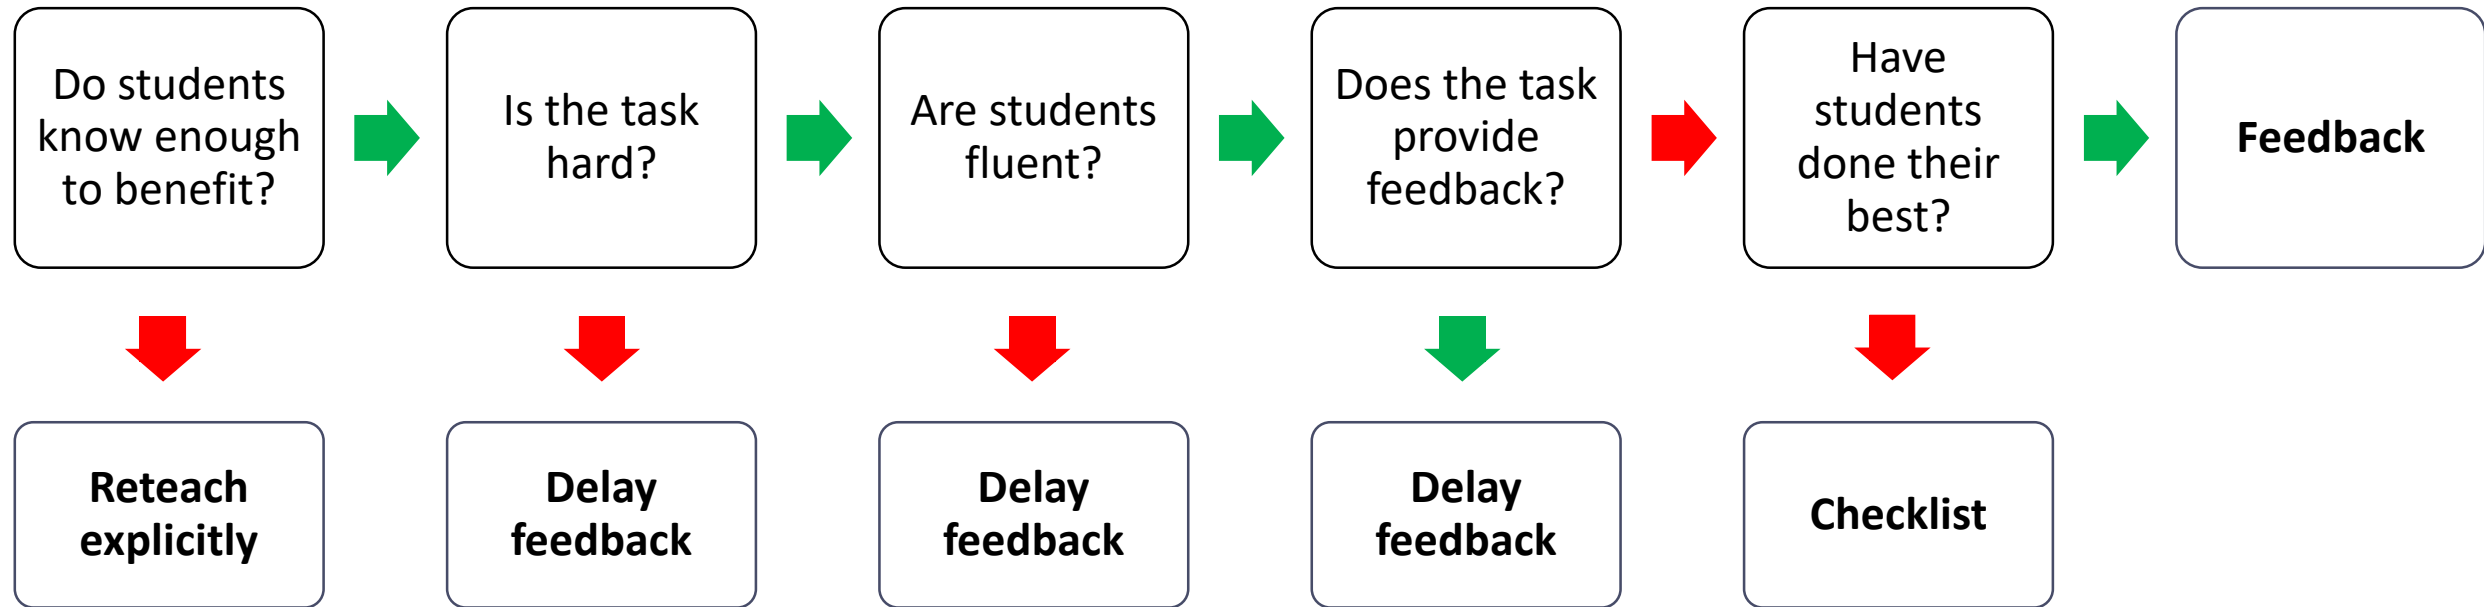 Do students
know enough
to benefit?
Is the task
hard?
Are students
fluent?
Does the task
provide
feedback?
Have
students
done their
best?
Feedback
Reteach
explicitly
Delay
feedback
Delay
feedback
Delay
feedback
Checklist